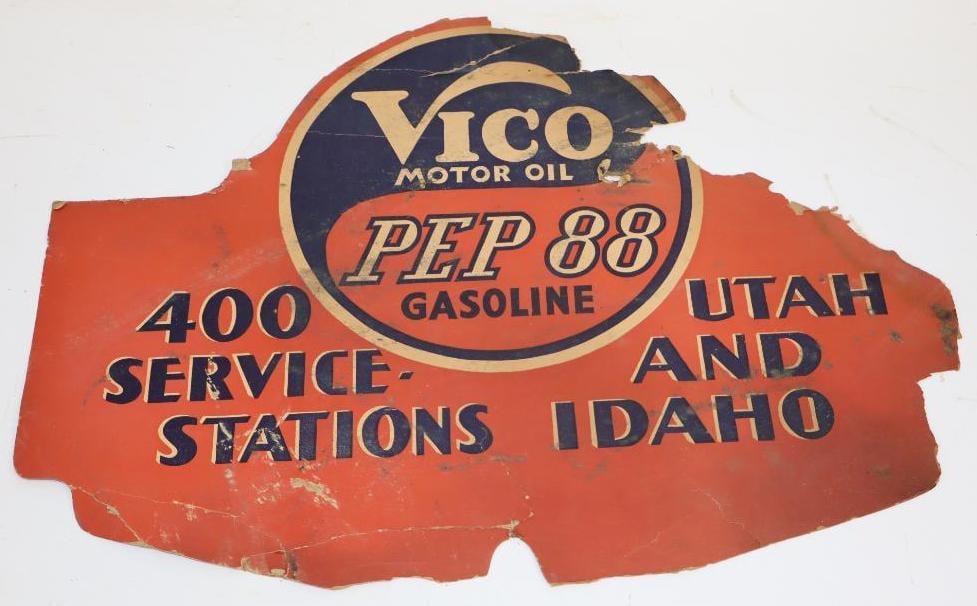 VICO
MOTOR OIL
PEP 88
GASOLINE
400
SERVICE-
STATIONS
UTAH
AND
IDAHO